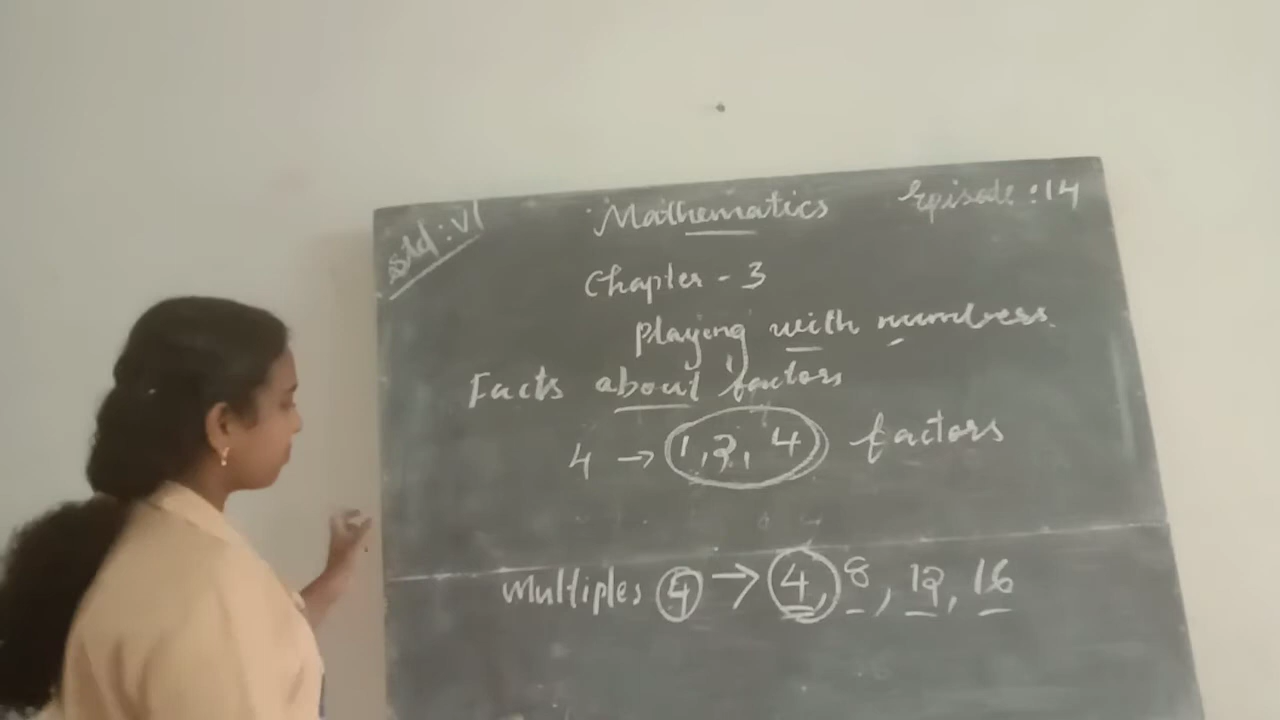 Std: VI
Mathematics
Episode: 14
Chapter - 3
Playing with numbers.
Facts about factors
4 → 1, 2, 4 factors
Multiples 4 → 4, 8, 12, 16